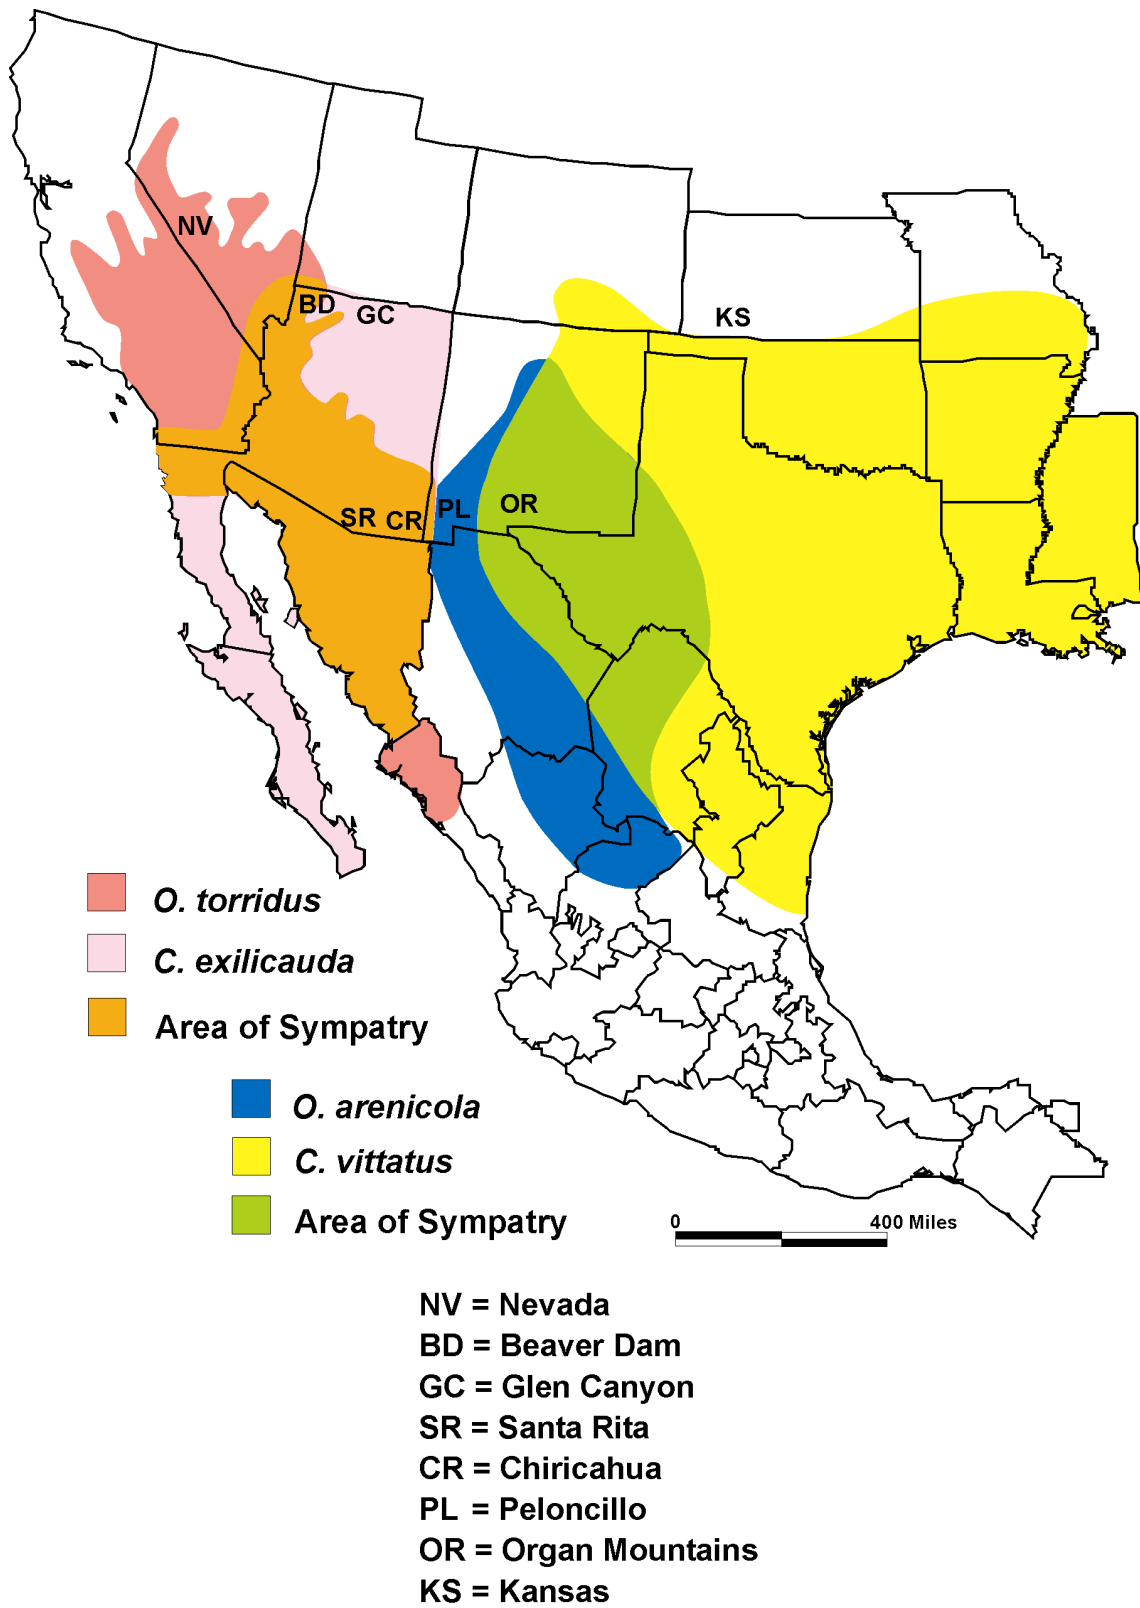 NV
BD
GC
KS
SR
CR
PL
OR
O. torridus
C. exilicauda
Area of Sympatry
O. arenicola
C. vittatus
Area of Sympatry
0 400 Miles
NV = Nevada
BD = Beaver Dam
GC = Glen Canyon
SR = Santa Rita
CR = Chiricahua
PL = Peloncillo
OR = Organ Mountains
KS = Kansas